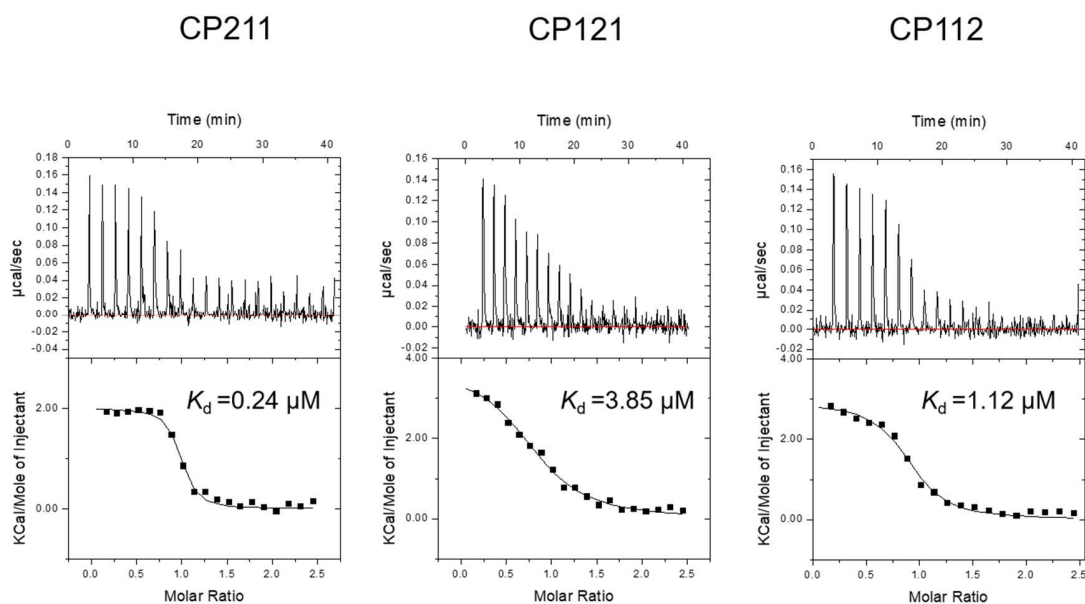 CP211
CP121
CP112
Time (min)
0 10 20 30 40
0.18
0.16
0.14
0.12
0.10
0.08
0.06
0.04
0.02
0.00
-0.02
-0.04
µcal/sec
2.00
0.00
KCal/Mole of Injectant
Kd =0.24 µM
0.0 0.5 1.0 1.5 2.0 2.5
Molar Ratio
Time (min)
0 10 20 30 40
0.16
0.14
0.12
0.10
0.08
0.06
0.04
0.02
0.00
-0.02
µcal/sec
4.00
2.00
0.00
KCal/Mole of Injectant
Kd =3.85 µM
0.0 0.5 1.0 1.5 2.0 2.5
Molar Ratio
Time (min)
0 10 20 30 40
0.16
0.14
0.12
0.10
0.08
0.06
0.04
0.02
0.00
-0.02
µcal/sec
4.00
2.00
0.00
KCal/Mole of Injectant
Kd =1.12 µM
0.0 0.5 1.0 1.5 2.0 2.5
Molar Ratio